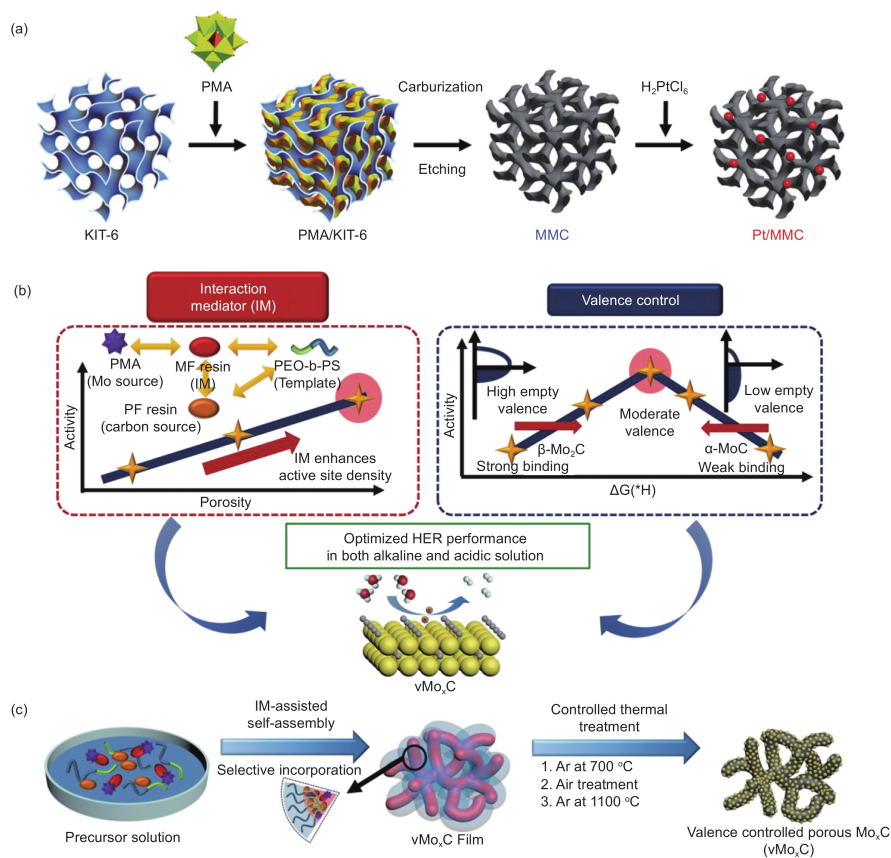 (a)
PMA
Carburization
H₂PtCl₆
Etching
KIT-6
PMA/KIT-6
MMC
Pt/MMC
(b)
Interaction
mediator (IM)
Valence control
PMA
(Mo source)
MF resin
(IM)
PEO-b-PS
(Template)
PF resin
(carbon source)
IM enhances
active site density
Activity
Porosity
High empty
valence
Moderate
valence
Low empty
valence
β-Mo₂C
Strong binding
α-MoC
Weak binding
Activity
ΔG(*H)
Optimized HER performance
in both alkaline and acidic solution
vMoₓC
(c)
Precursor solution
IM-assisted
self-assembly
Selective incorporation
vMoₓC Film
Controlled thermal
treatment
1. Ar at 700 °C
2. Air treatment
3. Ar at 1100 °C
Valence controlled porous MoₓC
(vMoₓC)